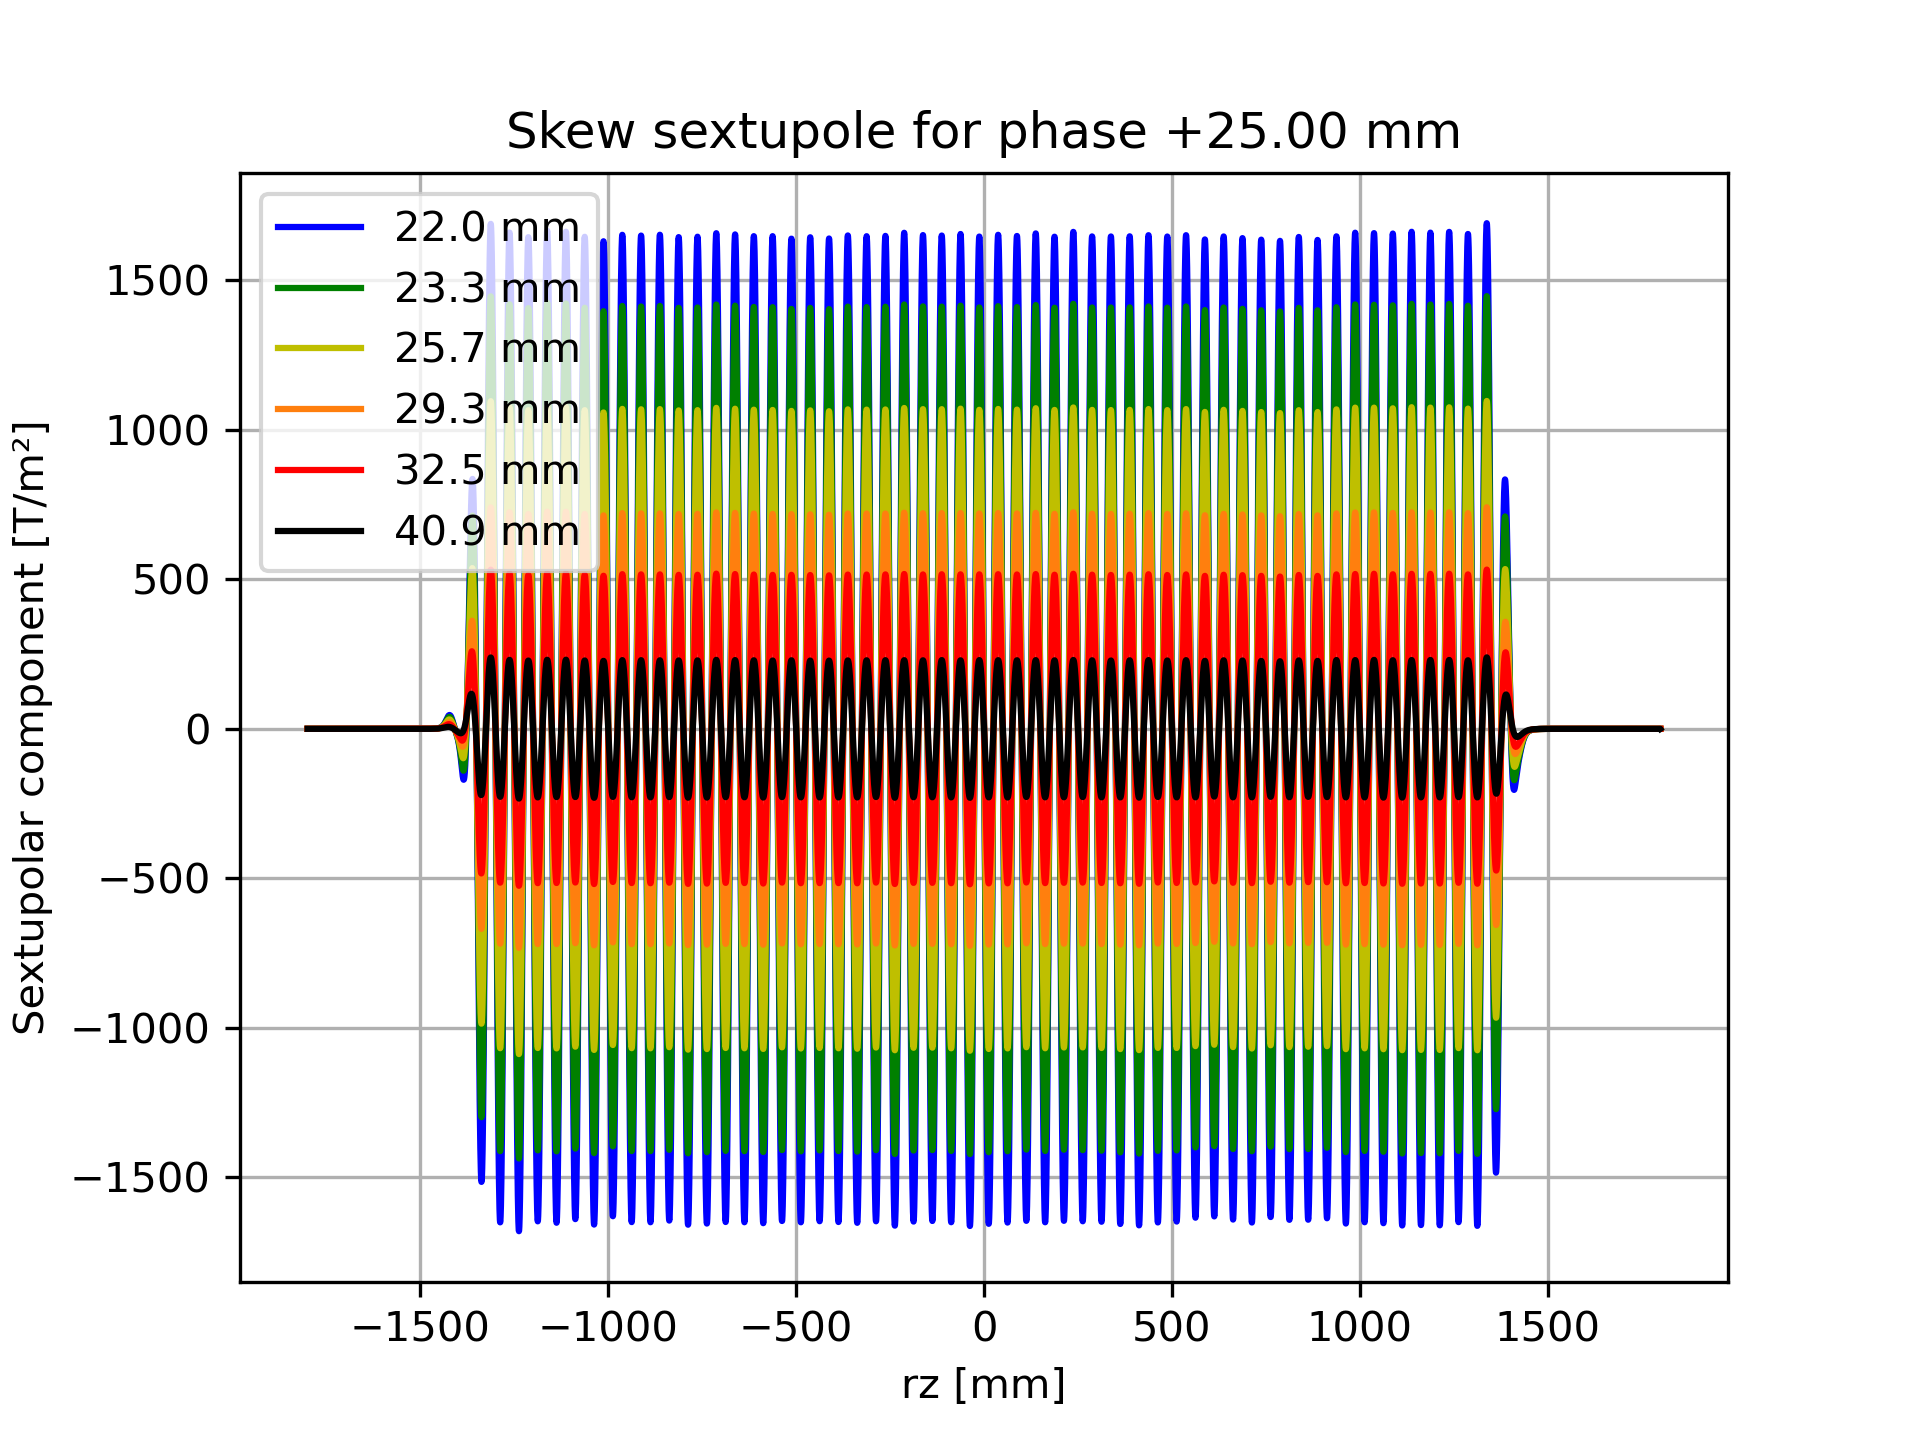 Skew sextupole for phase +25.00 mm
22.0 mm
23.3 mm
25.7 mm
29.3 mm
32.5 mm
40.9 mm
Sextupolar component [T/m²]
1500
1000
500
0
−500
−1000
−1500
−1500 −1000 −500 0 500 1000 1500
rz [mm]